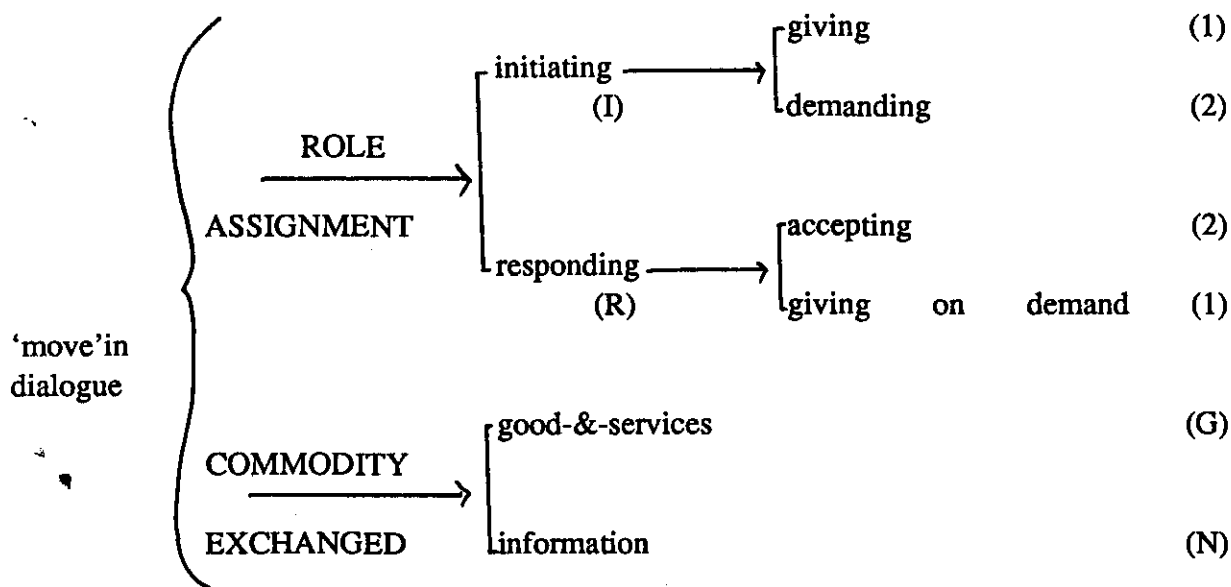 giving (1)
initiating
(I)
demanding (2)
ROLE
ASSIGNMENT
accepting (2)
responding
(R)
giving on demand (1)
‘move’in
dialogue
good-&-services (G)
COMMODITY
EXCHANGED
information (N)